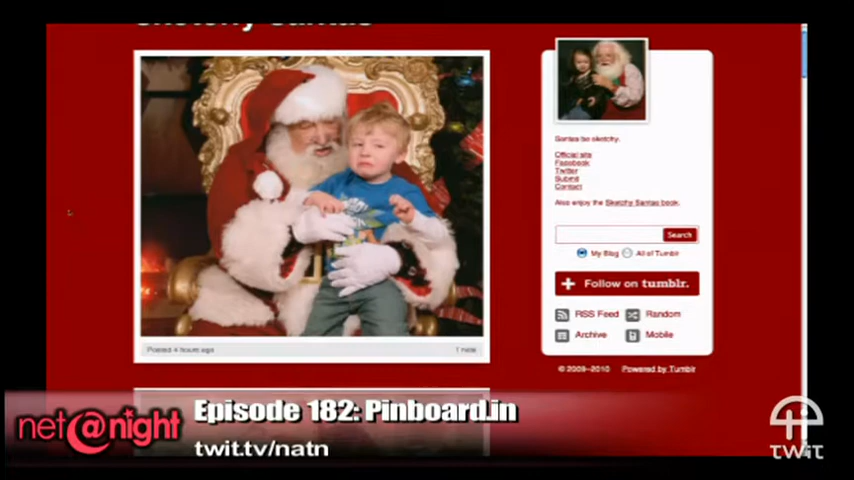 Sketchy Santas
Santas be sketchy.
Official site
Facebook
Twitter
Submit
Contact
Also enjoy the Sketchy Santas book.
Search
My Blog All of Tumblr
+ Follow on tumblr.
RSS Feed Random
Archive Mobile
Posted 4 hours ago 1 note
© 2009–2010 Powered by Tumblr
net@night
Episode 182: Pinboard.in
twit.tv/natn
TWiT